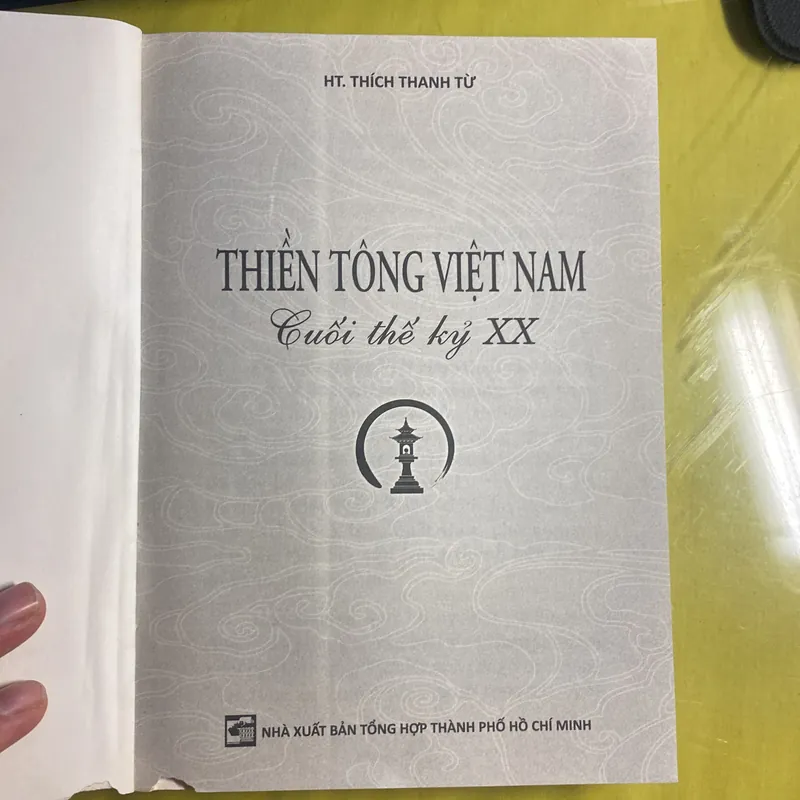 HT. THÍCH THANH TỪ
THIỀN TÔNG VIỆT NAM
Cuối thế kỷ XX
NHÀ XUẤT BẢN TỔNG HỢP THÀNH PHỐ HỒ CHÍ MINH